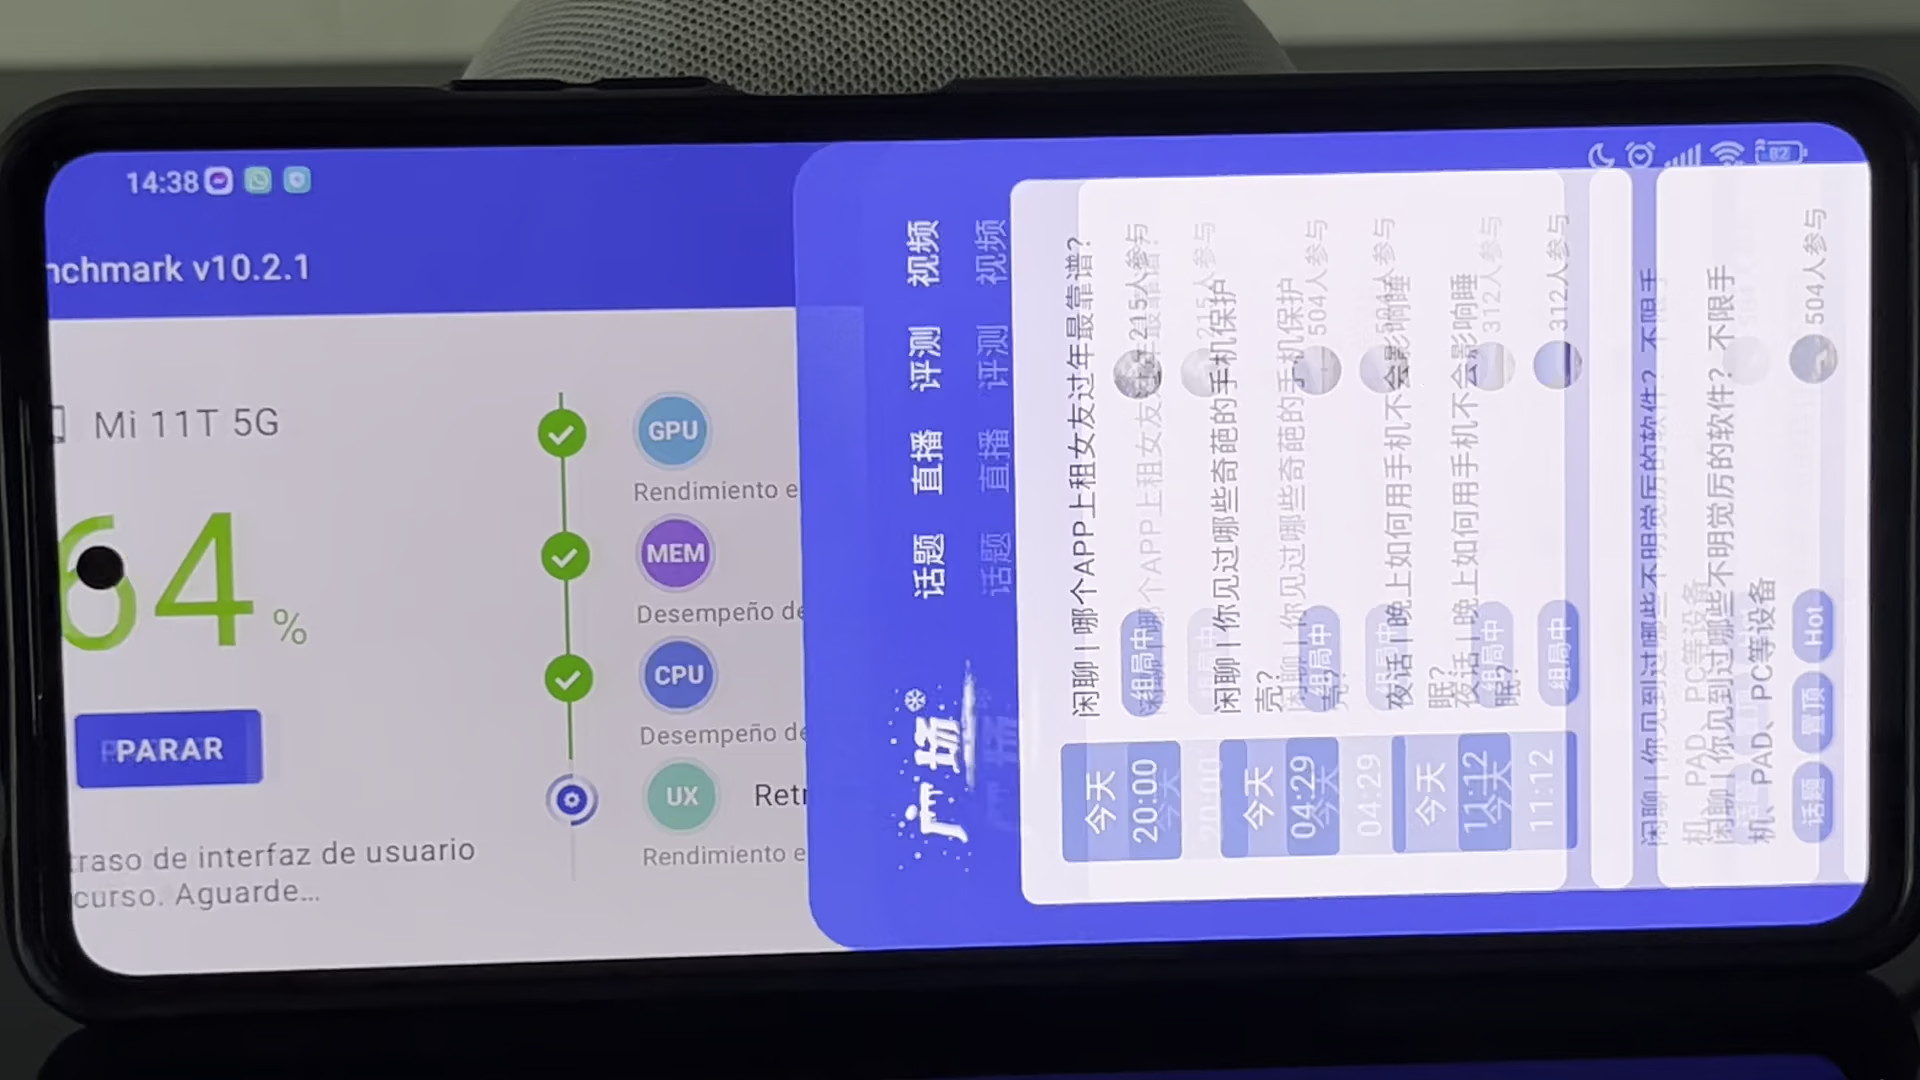 14:38
nchmark v10.2.1
Mi 11T 5G
64 %
PARAR
raso de interfaz de usuario
curso. Aguarde...
GPU
Rendimiento e
MEM
Desempeño de
CPU
Desempeño de
UX
Retr
Rendimiento e
82
广场 话题 直播 评测 视频
今天
20:00
闲聊 | 哪个APP上租女友过年最靠谱?
组局中
215人参与
今天
04:29
闲聊 | 你见过哪些奇葩的手机保护
壳?
组局中
504人参与
今天
11:12
夜话 | 晚上如何用手机不会影响睡
眠?
组局中
312人参与
闲聊 | 你见到过哪些不明觉厉的软件? 不限手
机、PAD、PC等设备
话题 置顶 Hot
504人参与